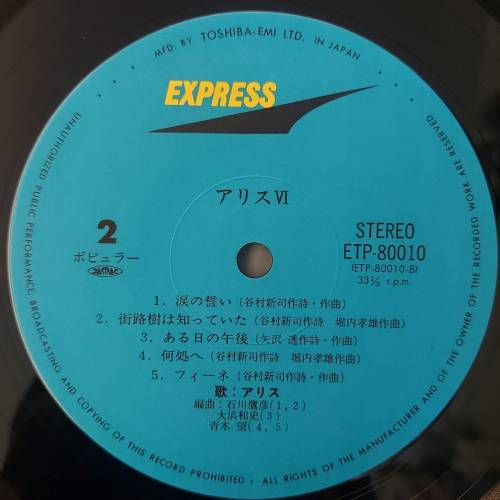 MFD. BY TOSHIBA-EMI LTD. IN JAPAN
EXPRESS
アリスⅥ
2
ポピュラー
STEREO
ETP-80010
(ETP-80010-B)
33⅓ r.p.m.
1. 涙の誓い (谷村新司作詩・作曲)
2. 街路樹は知っていた (谷村新司作詩 堀内孝雄作曲)
3. ある日の午後 (矢沢 透作詩・作曲)
4. 何処へ (谷村新司作詩 堀内孝雄作曲)
5. フィーネ (谷村新司作詩・作曲)
歌:アリス
編曲:石川鷹彦(1,2)
大浜和史(3)
青木 望(4,5)
UNAUTHORIZED PUBLIC PERFORMANCE, BROADCASTING AND COPYING OF THIS RECORD PROHIBITED • ALL RIGHTS OF THE MANUFACTURER AND OF THE OWNER OF THE RECORDED WORK ARE RESERVED